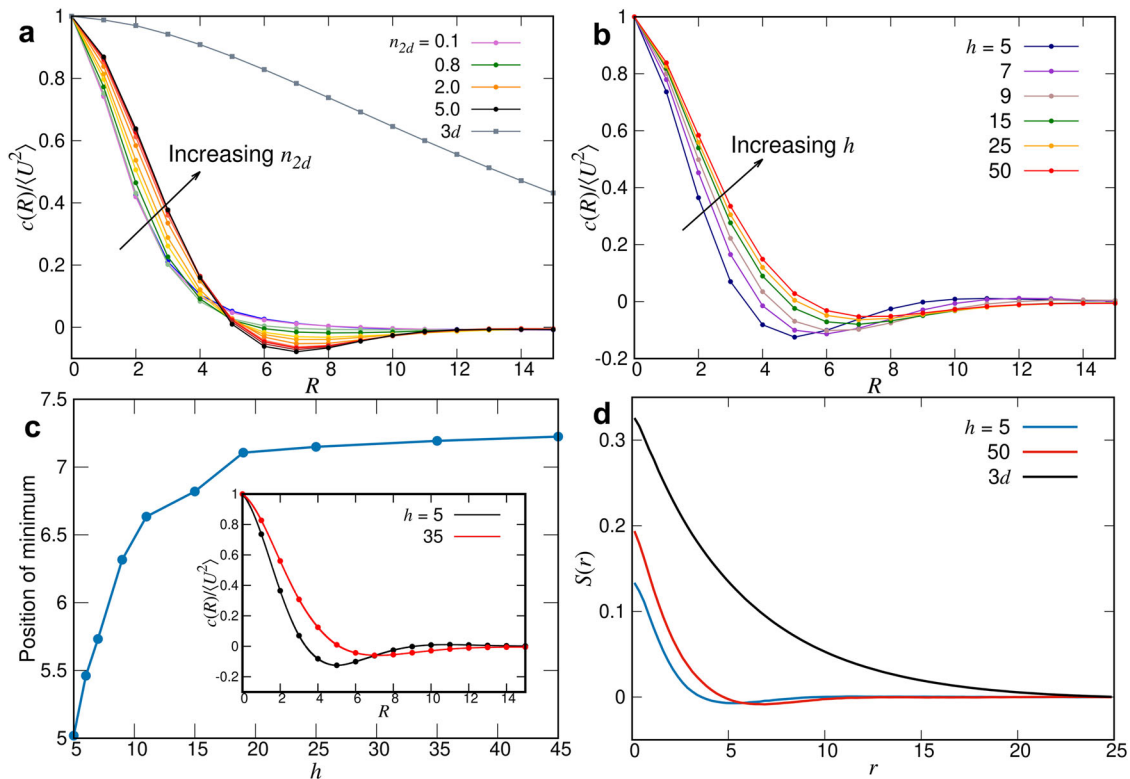 a
n2d = 0.1
0.8
2.0
5.0
3d
Increasing n2d
c(R)/⟨U²⟩
1
0.8
0.6
0.4
0.2
0
-0.2
0 2 4 6 8 10 12 14
R
b
h = 5
7
9
15
25
50
Increasing h
c(R)/⟨U²⟩
1
0.8
0.6
0.4
0.2
0
-0.2
0 2 4 6 8 10 12 14
R
c
Position of minimum
7.5
7
6.5
6
5.5
5
5 10 15 20 25 30 35 40 45
h
h = 5
35
c(R)/⟨U²⟩
1
0.8
0.6
0.4
0.2
0
-0.2
0 2 4 6 8 10 12 14
R
d
h = 5
50
3d
S(r)
0.3
0.2
0.1
0
0 5 10 15 20 25
r